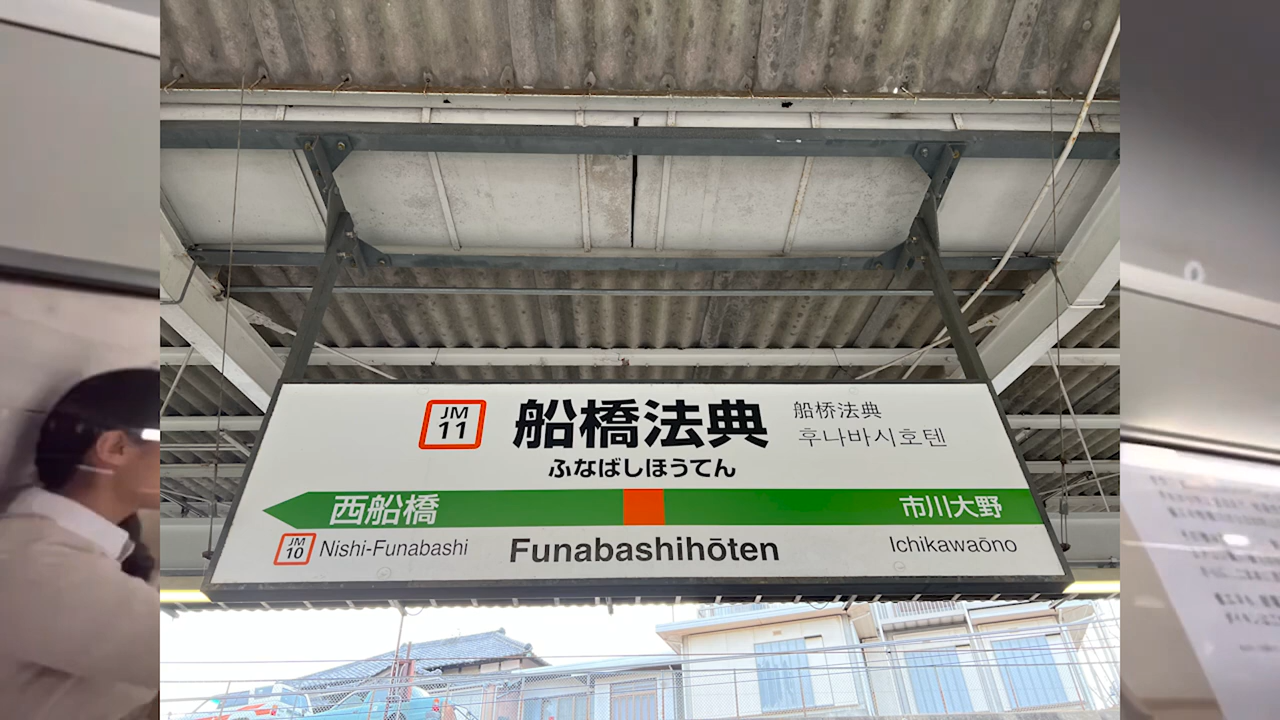 JM
11
船橋法典
船桥法典
후나바시호텐
ふなばしほうてん
西船橋
市川大野
JM
10
Nishi-Funabashi
Funabashihōten
Ichikawaōno